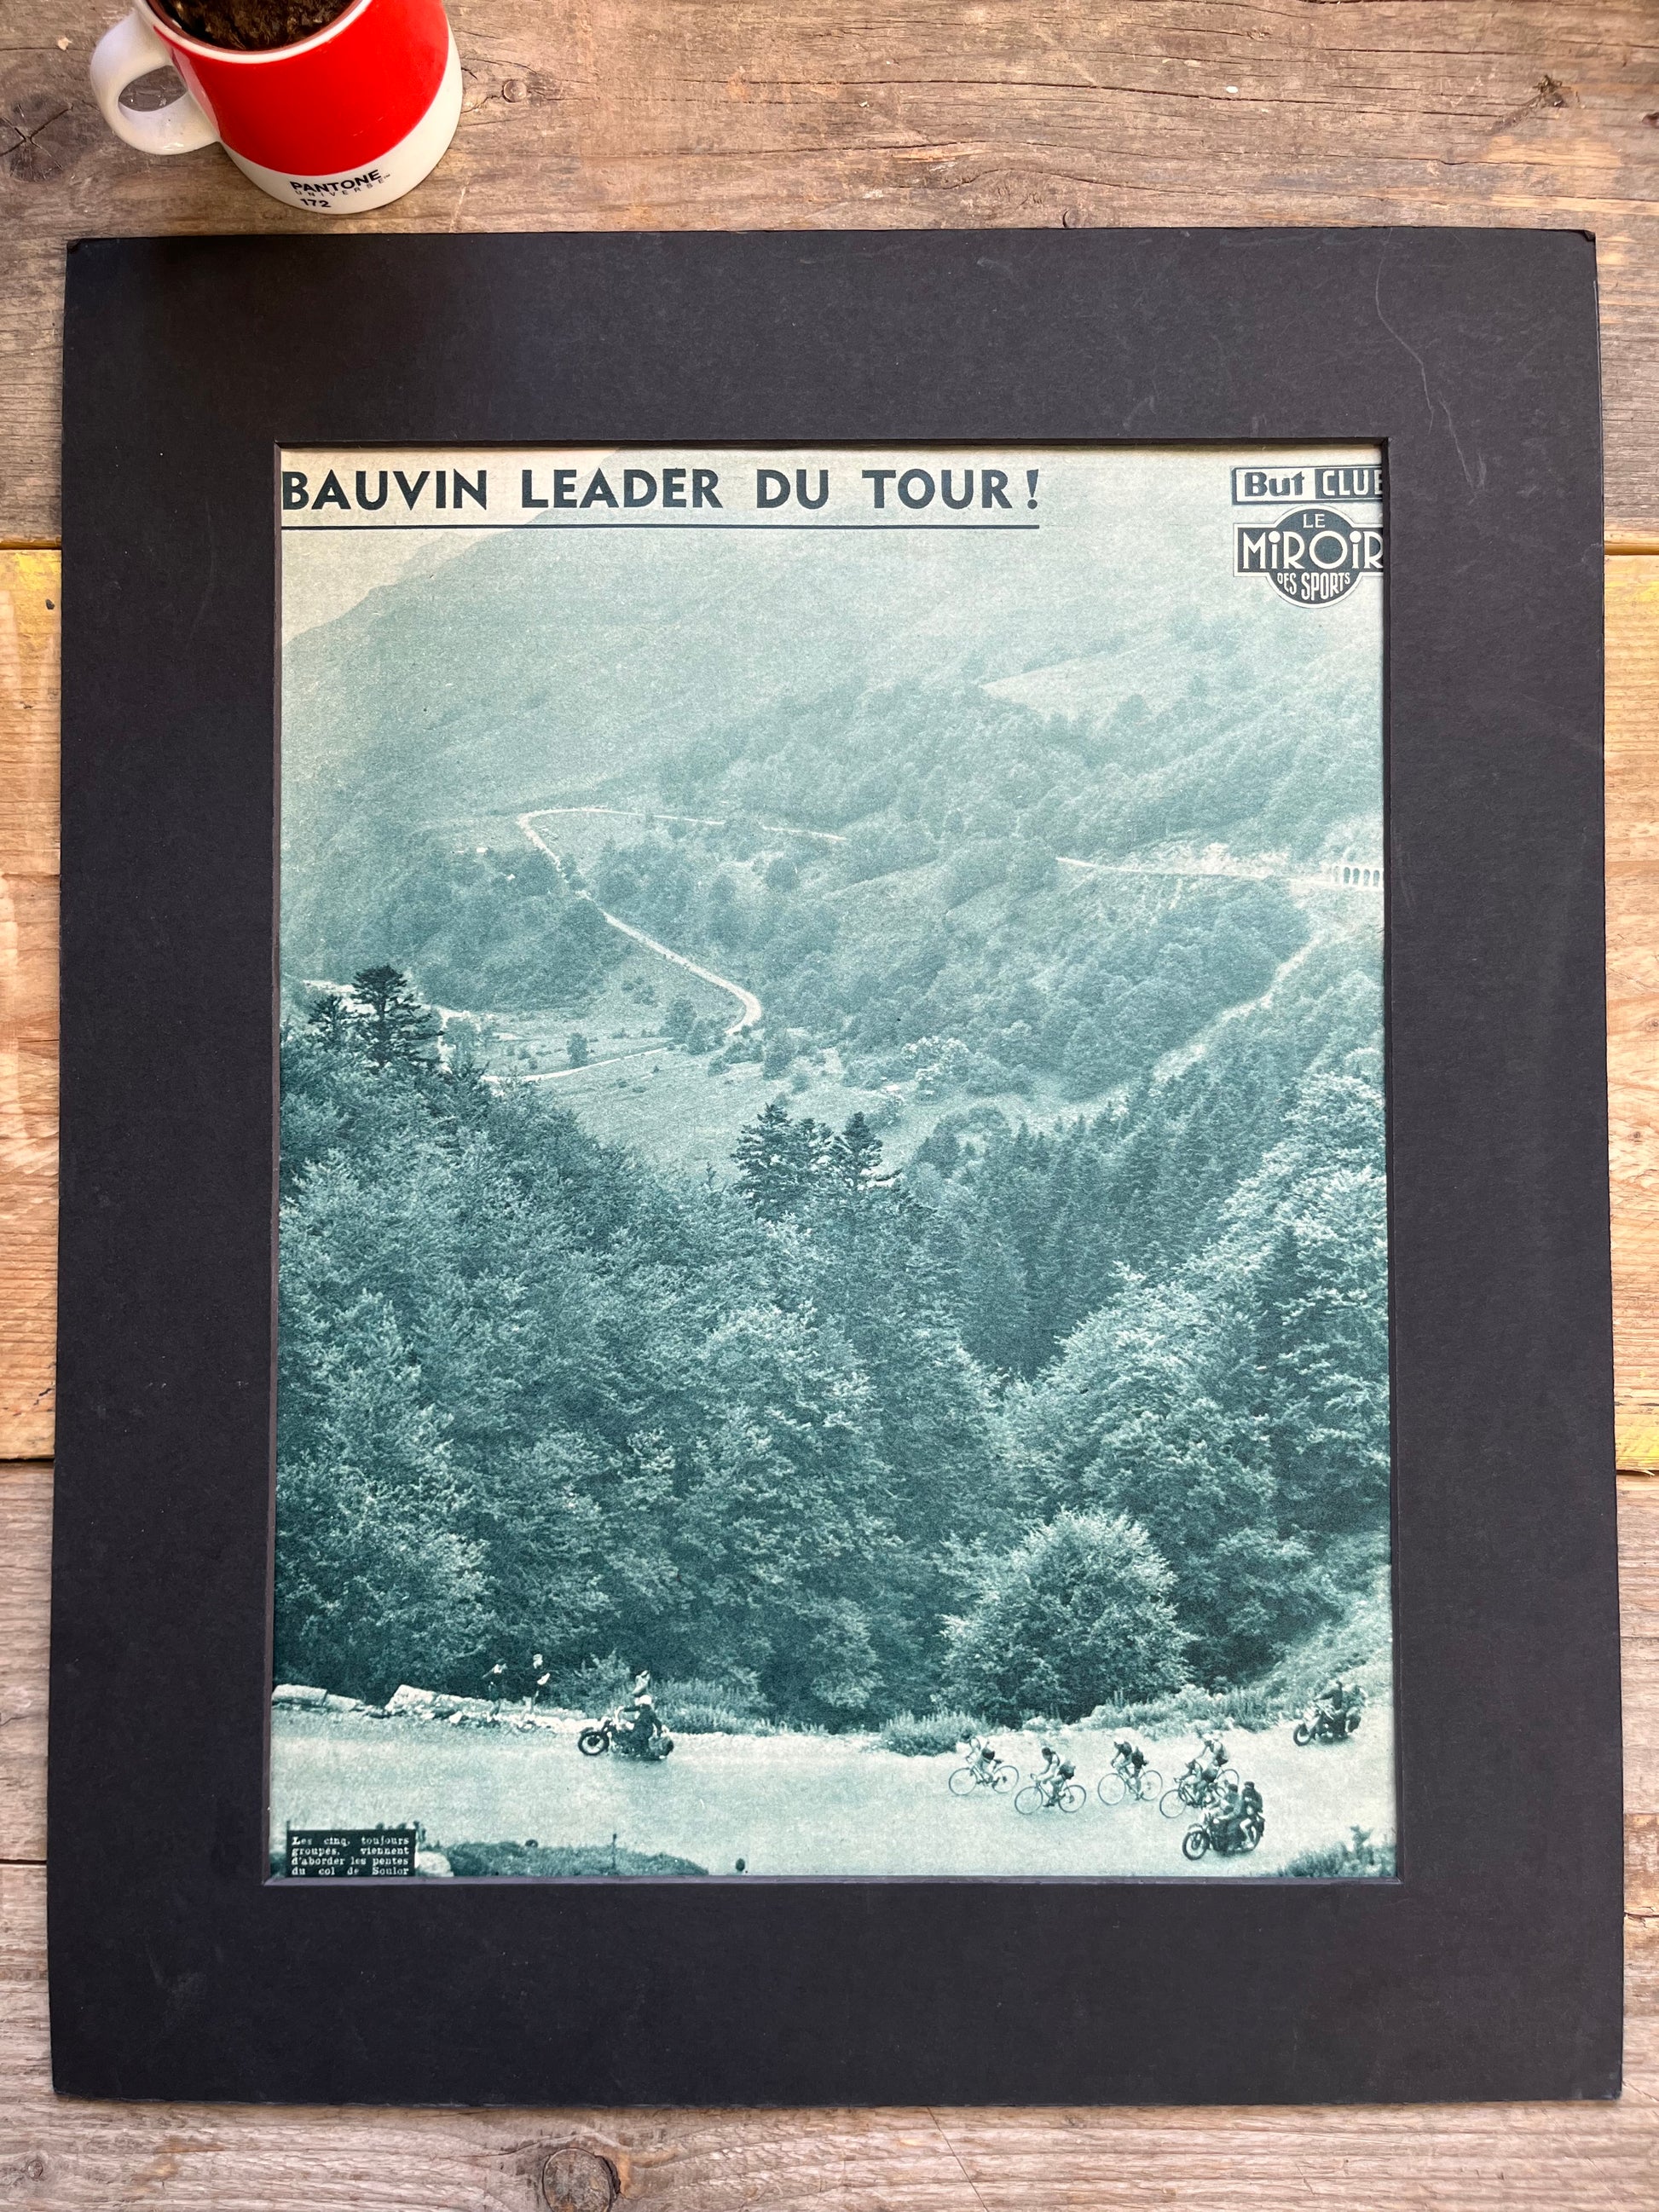 PANTONE
UNIVERSE
172
BAUVIN LEADER DU TOUR !
But CLUB
LE
MiROiR
DES SPORTS
Les cinq, toujours
groupés, viennent
d'aborder les pentes
du col de Soulor